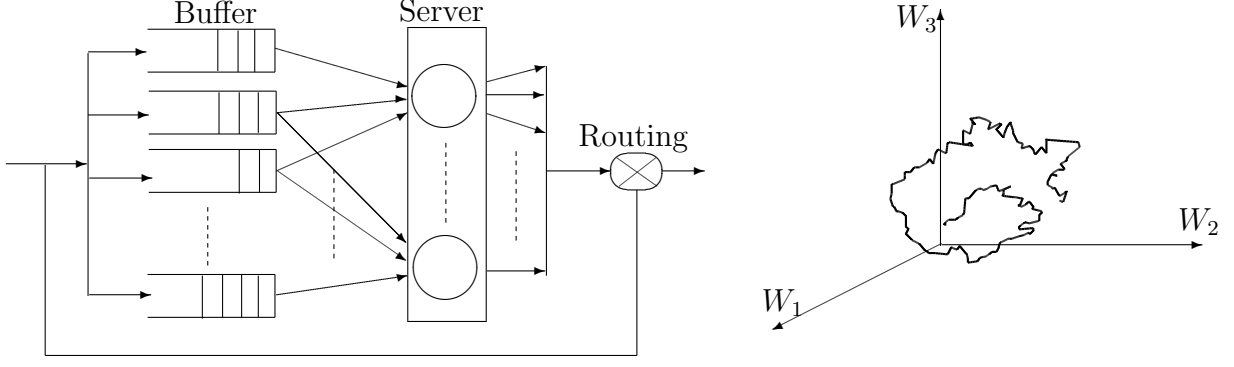 Buffer
Server
Routing
W₃
W₂
W₁